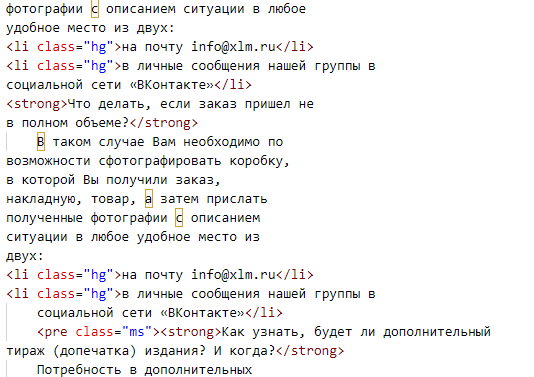 фотографии с описанием ситуации в любое
удобное место из двух:
<li class="hg">на почту info@xlm.ru</li>
<li class="hg">в личные сообщения нашей группы в
социальной сети «ВКонтакте»</li>
<strong>Что делать, если заказ пришел не
в полном объеме?</strong>
В таком случае Вам необходимо по
возможности сфотографировать коробку,
в которой Вы получили заказ,
накладную, товар, а затем прислать
полученные фотографии с описанием
ситуации в любое удобное место из
двух:
<li class="hg">на почту info@xlm.ru</li>
<li class="hg">в личные сообщения нашей группы в
социальной сети «ВКонтакте»</li>
<pre class="ms"><strong>Как узнать, будет ли дополнительный
тираж (допечатка) издания? И когда?</strong>
Потребность в дополнительных